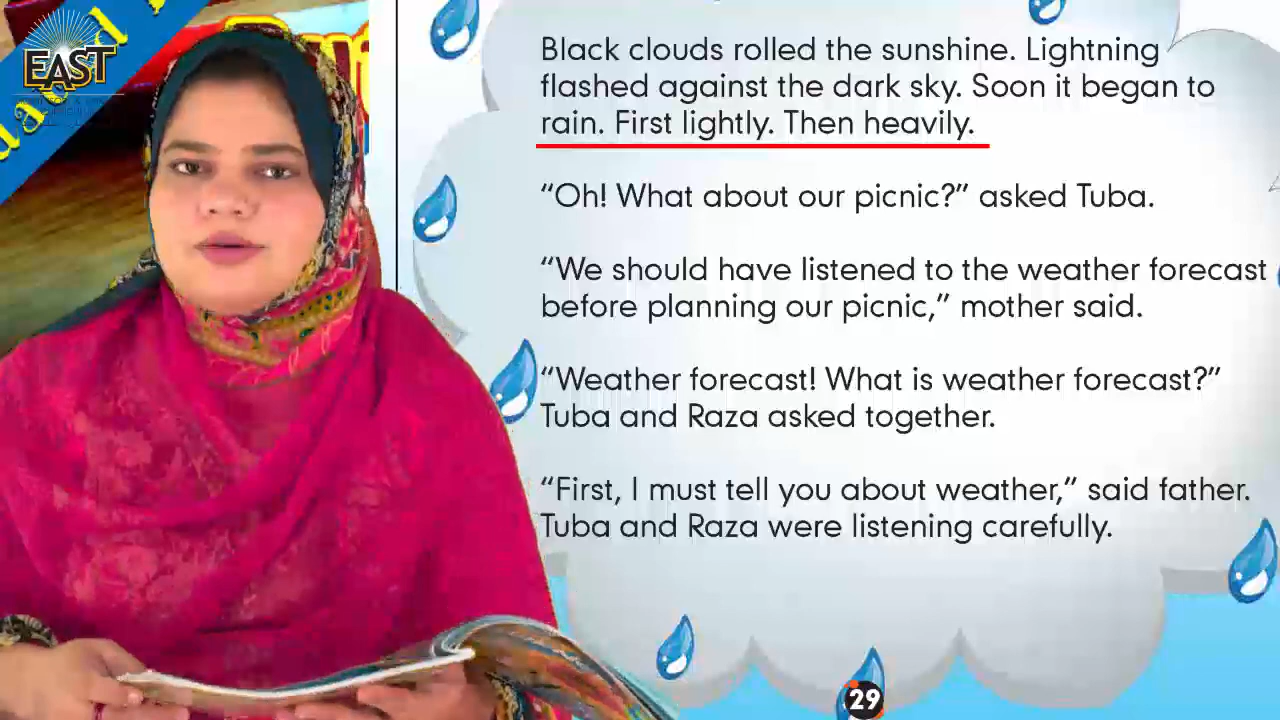 EAST
Black clouds rolled the sunshine. Lightning
flashed against the dark sky. Soon it began to
rain. First lightly. Then heavily.
“Oh! What about our picnic?” asked Tuba.
“We should have listened to the weather forecast
before planning our picnic,” mother said.
“Weather forecast! What is weather forecast?”
Tuba and Raza asked together.
“First, I must tell you about weather,” said father.
Tuba and Raza were listening carefully.
29